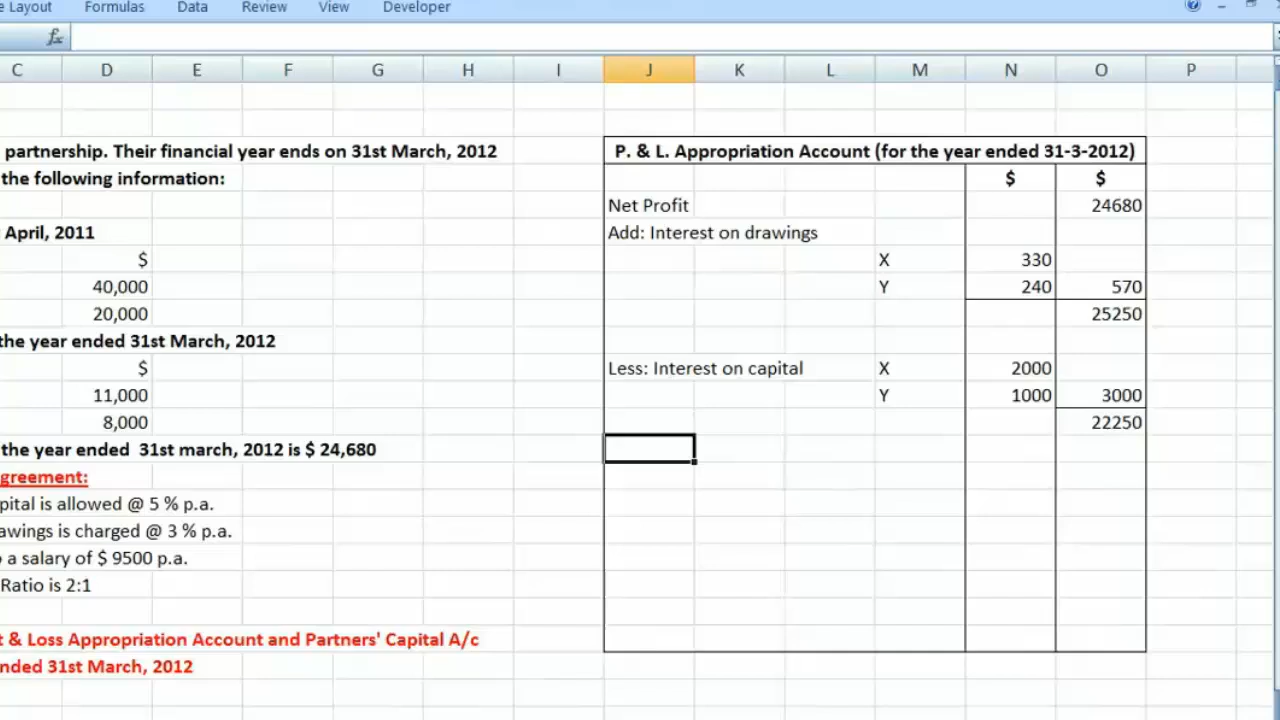 e Layout Formulas Data Review View Developer
fx
C D E F G H I J K L M N O P
partnership. Their financial year ends on 31st March, 2012
the following information:
April, 2011
$
40,000
20,000
the year ended 31st March, 2012
$
11,000
8,000
the year ended 31st march, 2012 is $ 24,680
greement:
pital is allowed @ 5 % p.a.
awings is charged @ 3 % p.a.
a salary of $ 9500 p.a.
Ratio is 2:1
t & Loss Appropriation Account and Partners' Capital A/c
nded 31st March, 2012
P. & L. Appropriation Account (for the year ended 31-3-2012)
$ $
Net Profit 24680
Add: Interest on drawings
X 330
Y 240 570
25250
Less: Interest on capital X 2000
Y 1000 3000
22250